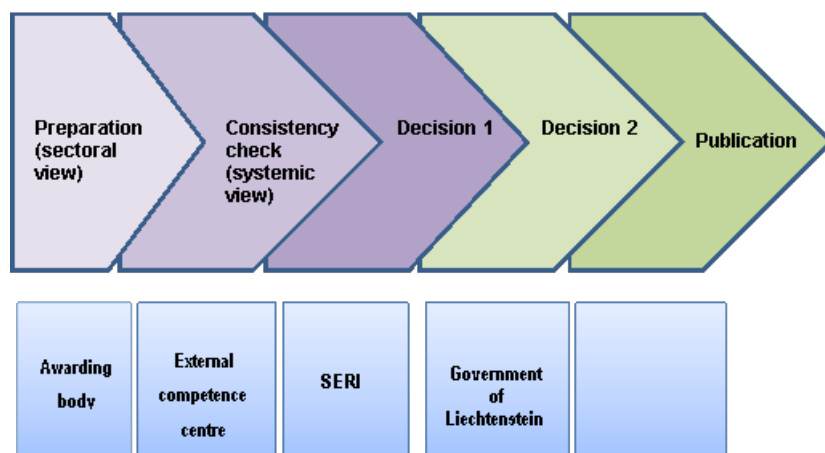 Preparation
(sectoral
view)
Consistency
check
(systemic
view)
Decision 1
Decision 2
Publication
Awarding
body
External
competence
centre
SERI
Government
of
Liechtenstein